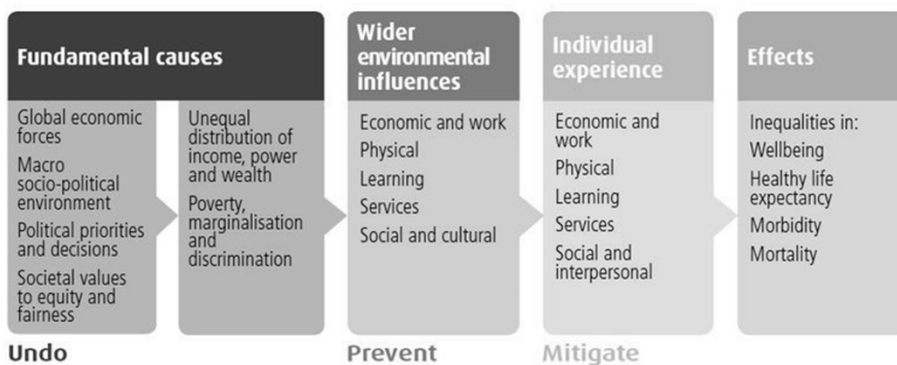 Fundamental causes
Global economic
forces
Macro
socio-political
environment
Political priorities
and decisions
Societal values
to equity and
fairness
Unequal
distribution of
income, power
and wealth
Poverty,
marginalisation
and
discrimination
Undo
Wider
environmental
influences
Economic and work
Physical
Learning
Services
Social and cultural
Prevent
Individual
experience
Economic and
work
Physical
Learning
Services
Social and
interpersonal
Mitigate
Effects
Inequalities in:
Wellbeing
Healthy life
expectancy
Morbidity
Mortality